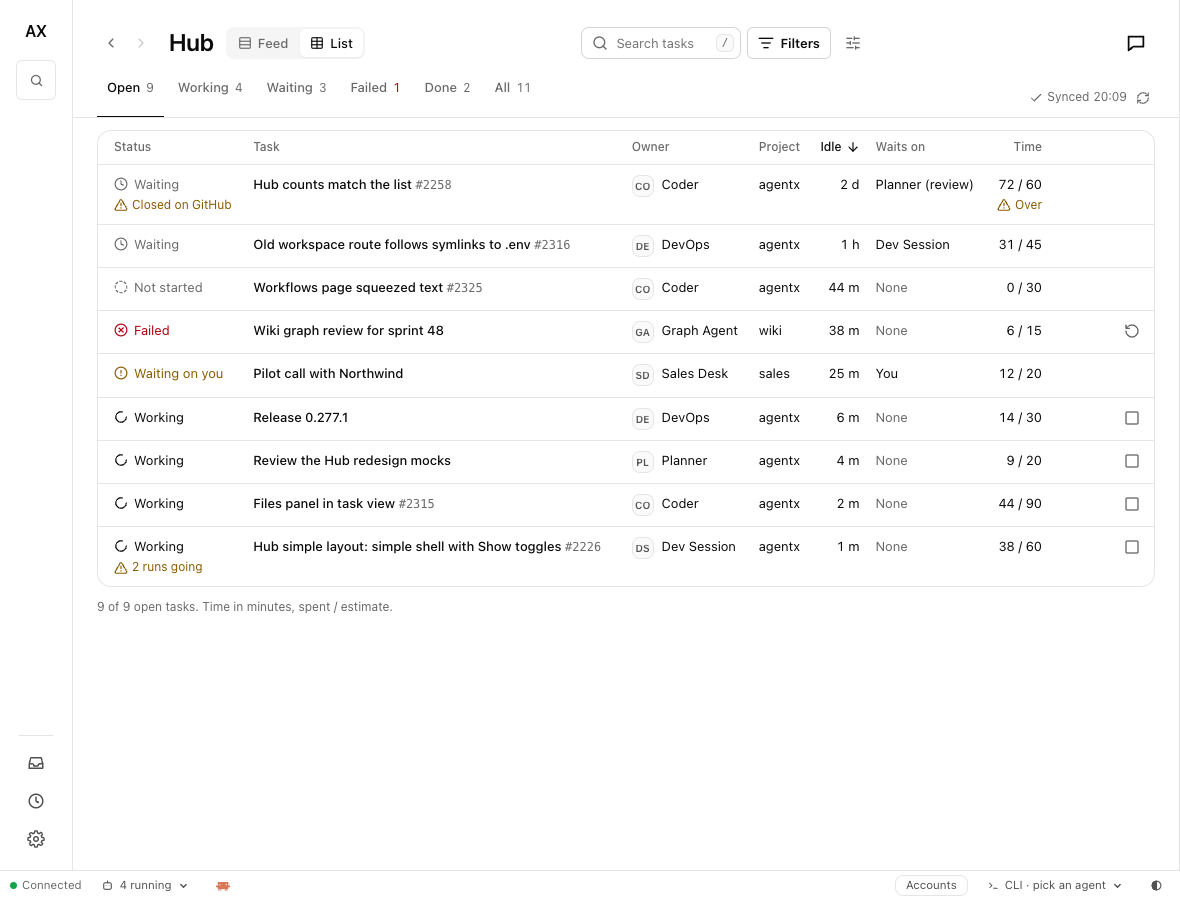 AX
Hub
Feed
List
Search tasks /
Filters
Open 9
Working 4
Waiting 3
Failed 1
Done 2
All 11
Synced 20:09
Status Task Owner Project Idle Waits on Time
Waiting Hub counts match the list #2258 CO Coder agentx 2 d Planner (review) 72 / 60
Closed on GitHub Over
Waiting Old workspace route follows symlinks to .env #2316 DE DevOps agentx 1 h Dev Session 31 / 45
Not started Workflows page squeezed text #2325 CO Coder agentx 44 m None 0 / 30
Failed Wiki graph review for sprint 48 GA Graph Agent wiki 38 m None 6 / 15
Waiting on you Pilot call with Northwind SD Sales Desk sales 25 m You 12 / 20
Working Release 0.277.1 DE DevOps agentx 6 m None 14 / 30
Working Review the Hub redesign mocks PL Planner agentx 4 m None 9 / 20
Working Files panel in task view #2315 CO Coder agentx 2 m None 44 / 90
Working Hub simple layout: simple shell with Show toggles #2226 DS Dev Session agentx 1 m None 38 / 60
2 runs going
9 of 9 open tasks. Time in minutes, spent / estimate.
Connected
4 running
Accounts
CLI · pick an agent